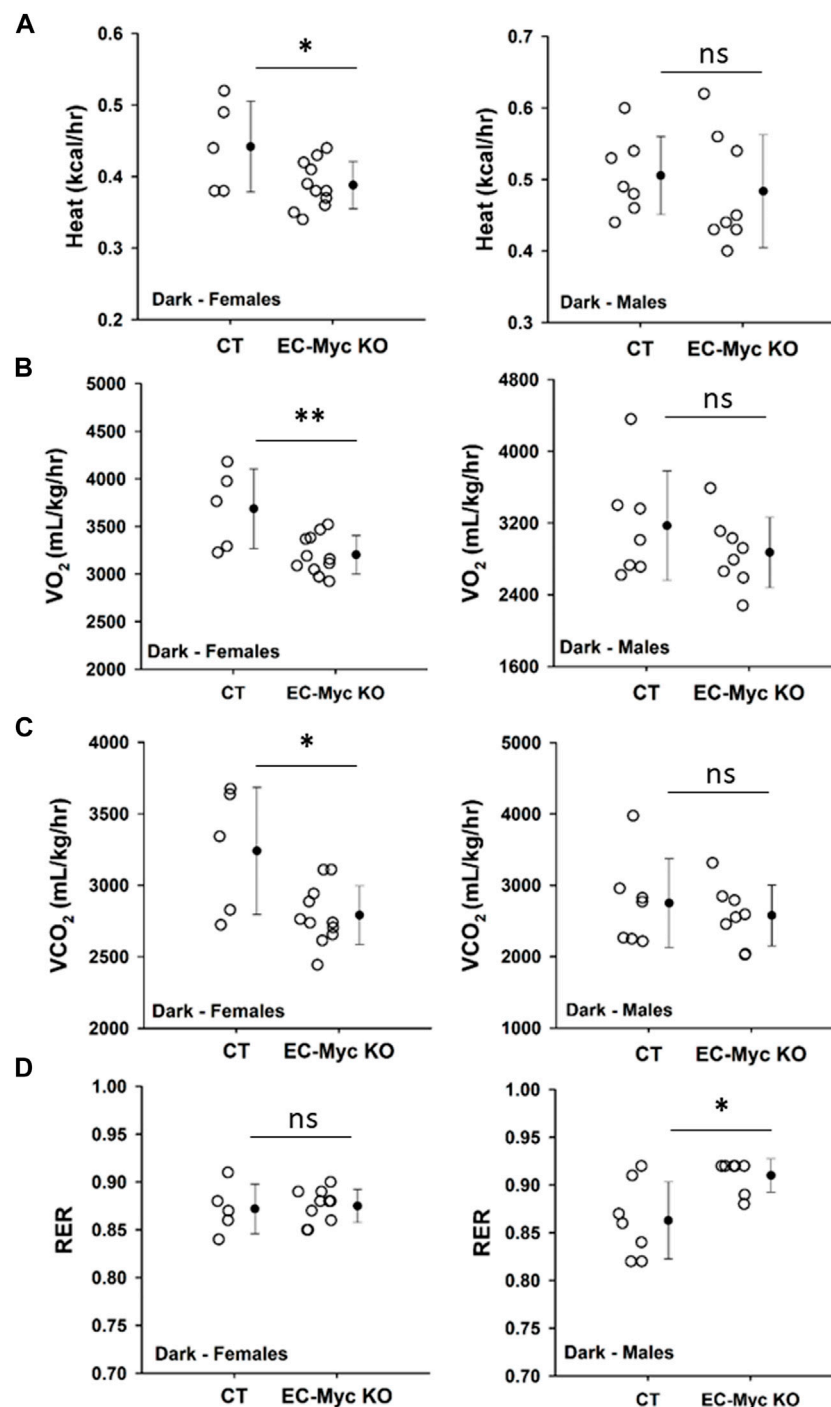 A
Heat (kcal/hr)
0.6
0.5
0.4
0.3
0.2
*
Dark - Females
CT EC-Myc KO
Heat (kcal/hr)
0.7
0.6
0.5
0.4
0.3
ns
Dark - Males
CT EC-Myc KO
B
VO2 (mL/kg/hr)
5000
4500
4000
3500
3000
2500
2000
**
Dark - Females
CT EC-Myc KO
VO2 (mL/kg/hr)
4800
4000
3200
2400
1600
ns
Dark - Males
CT EC-Myc KO
C
VCO2 (mL/kg/hr)
4000
3500
3000
2500
2000
*
Dark - Females
CT EC-Myc KO
VCO2 (mL/kg/hr)
5000
4000
3000
2000
1000
ns
Dark - Males
CT EC-Myc KO
D
RER
1.00
0.95
0.90
0.85
0.80
0.75
0.70
ns
Dark - Females
CT EC-Myc KO
RER
1.00
0.95
0.90
0.85
0.80
0.75
0.70
*
Dark - Males
CT EC-Myc KO